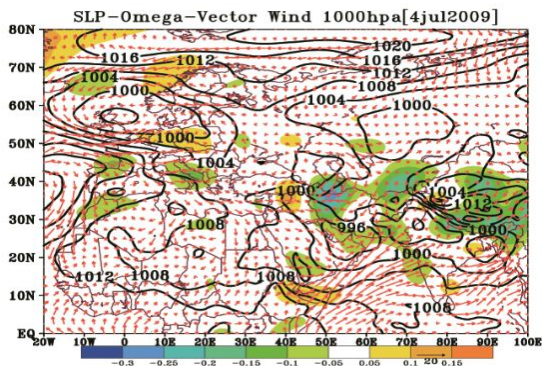 SLP-Omega-Vector Wind 1000hpa[4jul2009]
80N
70N
60N
50N
40N
30N
20N
10N
EQ
1020
1016
1016
1012
1012
1004
1008
1000
1004
1000
1000
1004
1000
1004
1012
1008
996
1000
1000
1012
1008
1008
1008
20W
10W
0
10E
20E
30E
40E
50E
60E
70E
80E
90E
100E
-0.3
-0.25
-0.2
-0.15
-0.1
-0.05
0.05
0.1
20
0.15